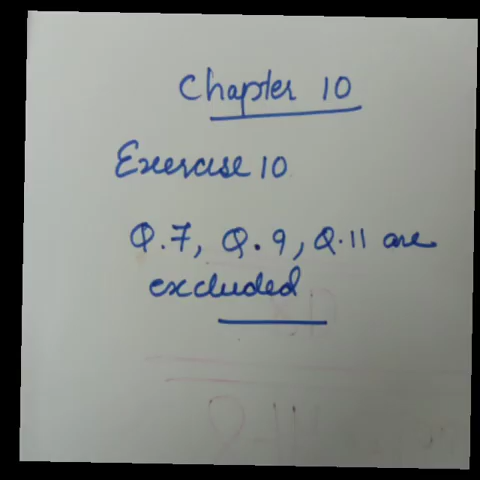 Chapter 10
Exercise 10
Q.7, Q.9, Q.11 are
excluded